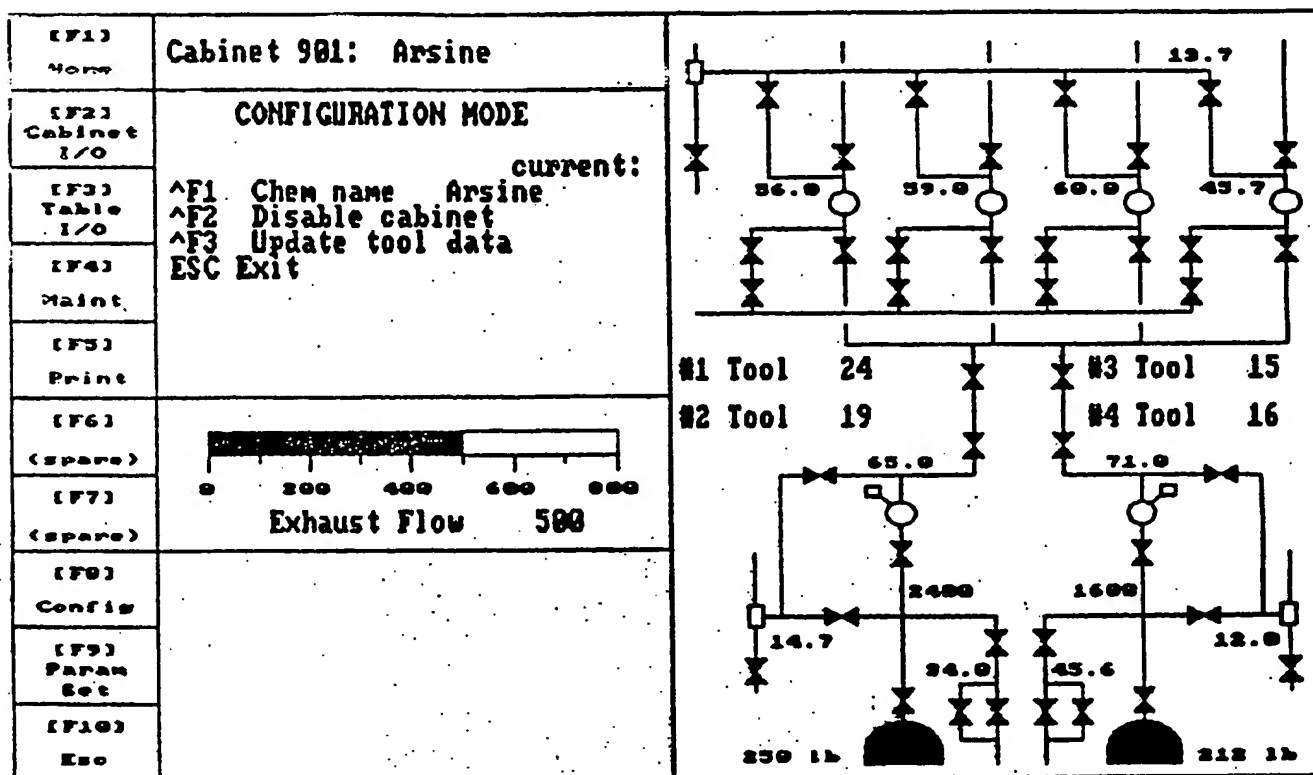 [F1]
Home
[F2]
Cabinet
I/O
[F3]
Table
I/O
[F4]
Maint
[F5]
Print
[F6]
(spare)
[F7]
(spare)
[F8]
Config
[F9]
Param
Set
[F10]
Esc
Cabinet 901: Arsine
CONFIGURATION MODE
current:
^F1 Chem name Arsine
^F2 Disable cabinet
^F3 Update tool data
ESC Exit
0 200 400 600 800
Exhaust Flow 500
13.7
56.0 59.0 60.0 45.7
#1 Tool 24 #3 Tool 15
#2 Tool 19 #4 Tool 16
65.0 71.0
2400 1600
14.7 12.0
34.0 45.6
250 lb 212 lb